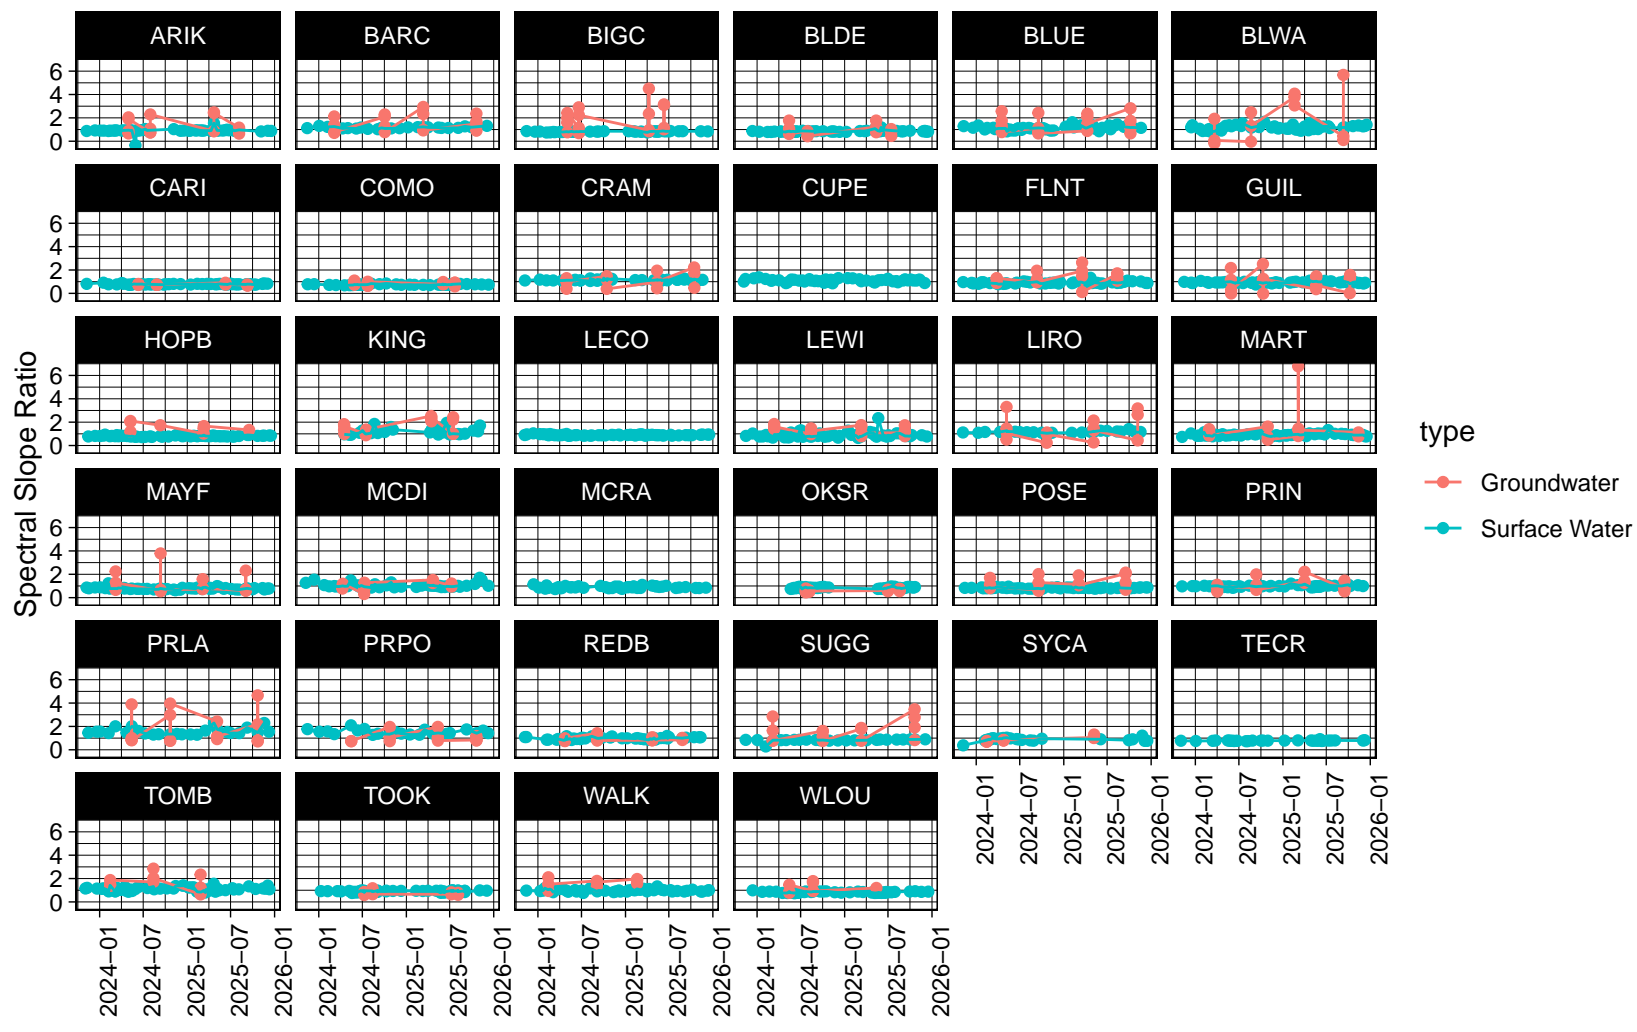 ARIK BARC BIGC BLDE BLUE BLWA
6
4
2
0
CARI COMO CRAM CUPE FLNT GUIL
6
4
2
0
HOPB KING LECO LEWI LIRO MART
6
4
2
0
MAYF MCDI MCRA OKSR POSE PRIN
6
4
2
0
PRLA PRPO REDB SUGG SYCA TECR
6
4
2
0
TOMB TOOK WALK WLOU
6
4
2
0
2024−01 2024−07 2025−01 2025−07 2026−01 2024−01 2024−07 2025−01 2025−07 2026−01
2024−01 2024−07 2025−01 2025−07 2026−01 2024−01 2024−07 2025−01 2025−07 2026−01 2024−01 2024−07 2025−01 2025−07 2026−01 2024−01 2024−07 2025−01 2025−07 2026−01
Spectral Slope Ratio
type
Groundwater
Surface Water